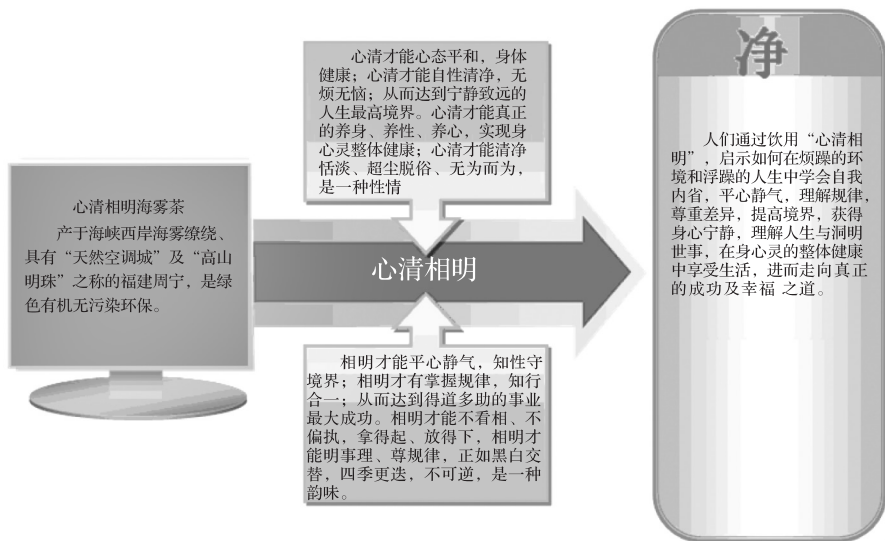 心清相明海雾茶
产于海峡西岸海雾缭绕、
具有“天然空调城”及“高山
明珠”之称的福建周宁，是绿
色有机无污染环保。
心清才能心态平和，身体
健康；心清才能自性清净，无
烦无恼；从而达到宁静致远的
人生最高境界。心清才能真正
的养身、养性、养心，实现身
心灵整体健康；心清才能清净
恬淡、超尘脱俗、无为而为，
是一种性情
心清相明
相明才能平心静气，知性守
境界；相明才有掌握规律，知行
合一；从而达到得道多助的事业
最大成功。相明才能不看相、不
偏执，拿得起、放得下，相明才
能明事理、尊规律，正如黑白交
替，四季更迭，不可逆，是一种
韵味。
净
人们通过饮用“心清相
明”，启示如何在烦躁的环
境和浮躁的人生中学会自我
内省，平心静气，理解规律，
尊重差异，提高境界，获得
身心宁静，理解人生与洞明
世事，在身心灵的整体健康
中享受生活，进而走向真正
的成功及幸福 之道。